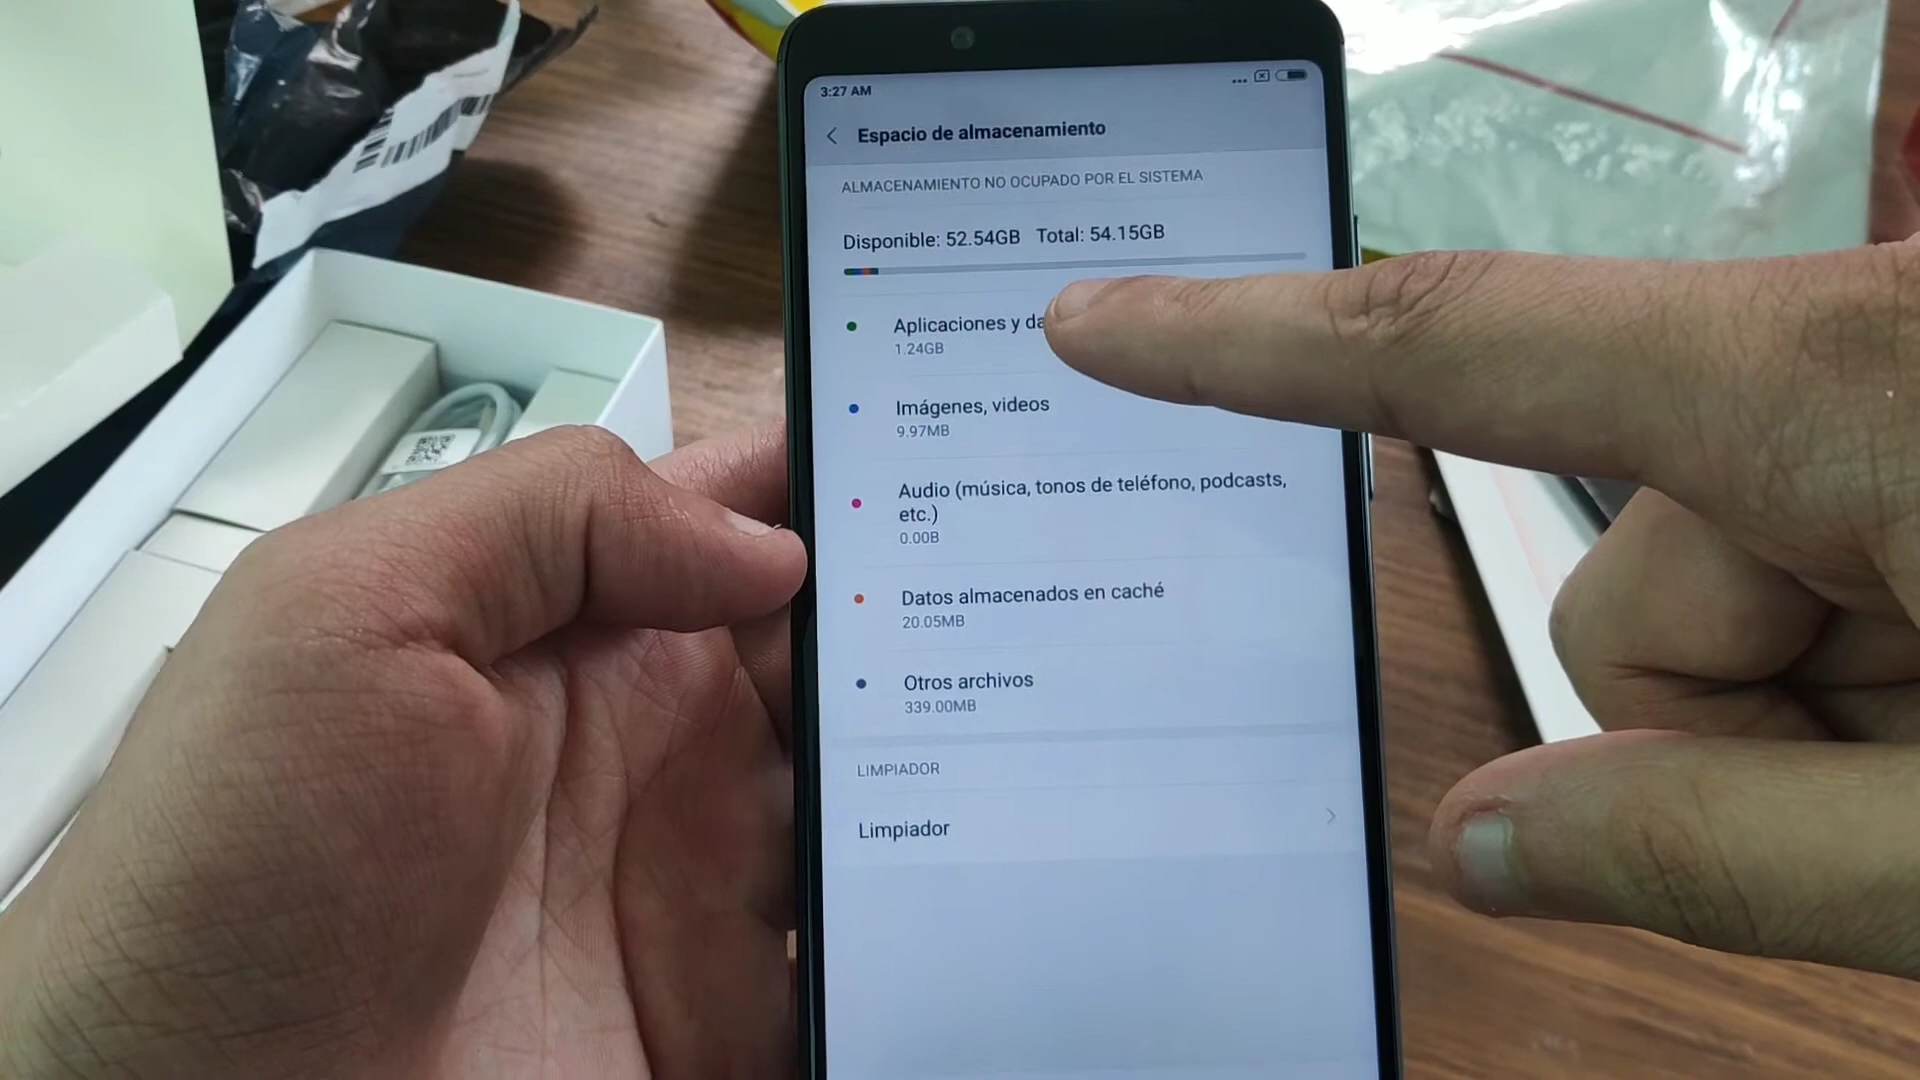 3:27 AM
Espacio de almacenamiento
ALMACENAMIENTO NO OCUPADO POR EL SISTEMA
Disponible: 52.54GB Total: 54.15GB
Aplicaciones y da
1.24GB
Imágenes, videos
9.97MB
Audio (música, tonos de teléfono, podcasts,
etc.)
0.00B
Datos almacenados en caché
20.05MB
Otros archivos
339.00MB
LIMPIADOR
Limpiador